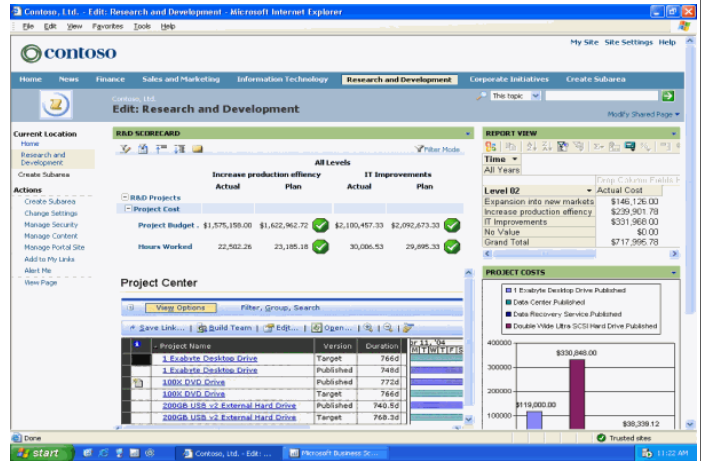 Contoso, Ltd. - Edit: Research and Development - Microsoft Internet Explorer
File Edit View Favorites Tools Help
My Site Site Settings Help
contoso
Home News Finance Sales and Marketing Information Technology Research and Development Corporate Initiatives Create Subarea
Contoso, Ltd.
Edit: Research and Development
This topic
Modify Shared Page
Current Location
Home
Research and
Development
Create Subarea
Actions
Create Subarea
Change Settings
Manage Security
Manage Content
Manage Portal Site
Add to My Links
Alert Me
View Page
R&D SCORECARD
Filter Mode
All Levels
Increase production effiency IT Improvements
Actual Plan Actual Plan
R&D Projects
Project Cost
Project Budget . $1,575,158.00 $1,622,962.72 $2,100,457.33 $2,092,673.33
Hours Worked 22,502.26 23,185.18 30,006.53 29,895.33
Project Center
View Options Filter, Group, Search
Save Link... | Build Team | Edit... | Open...
Project Name Version Duration br 11, '04
M T W T F S
1 Exabyte Desktop Drive Target 766d
1 Exabyte Desktop Drive Published 748d
100X DVD Drive Published 772d
100X DVD Drive Target 766d
200GB USB v2 External Hard Drive Published 740.5d
200GB USB v2 External Hard Drive Target 768.3d
REPORT VIEW
Time
All Years
Drop Column Fields H
Level 02 Actual Cost
Expansion into new markets $146,126.00
Increase production effiency $239,901.78
IT Improvements $331,968.00
No Value $0.00
Grand Total $717,995.78
PROJECT COSTS
1 Exabyte Desktop Drive.Published
Data Center.Published
Data Recovery Service.Published
Double Wide Ultra SCSI Hard Drive.Published
400000
$330,848.00
300000
200000
$119,000.00
100000
$38,339.12
Done
Trusted sites
start
Contoso, Ltd. - Edit: ...
Microsoft Business Sc...
11:22 AM